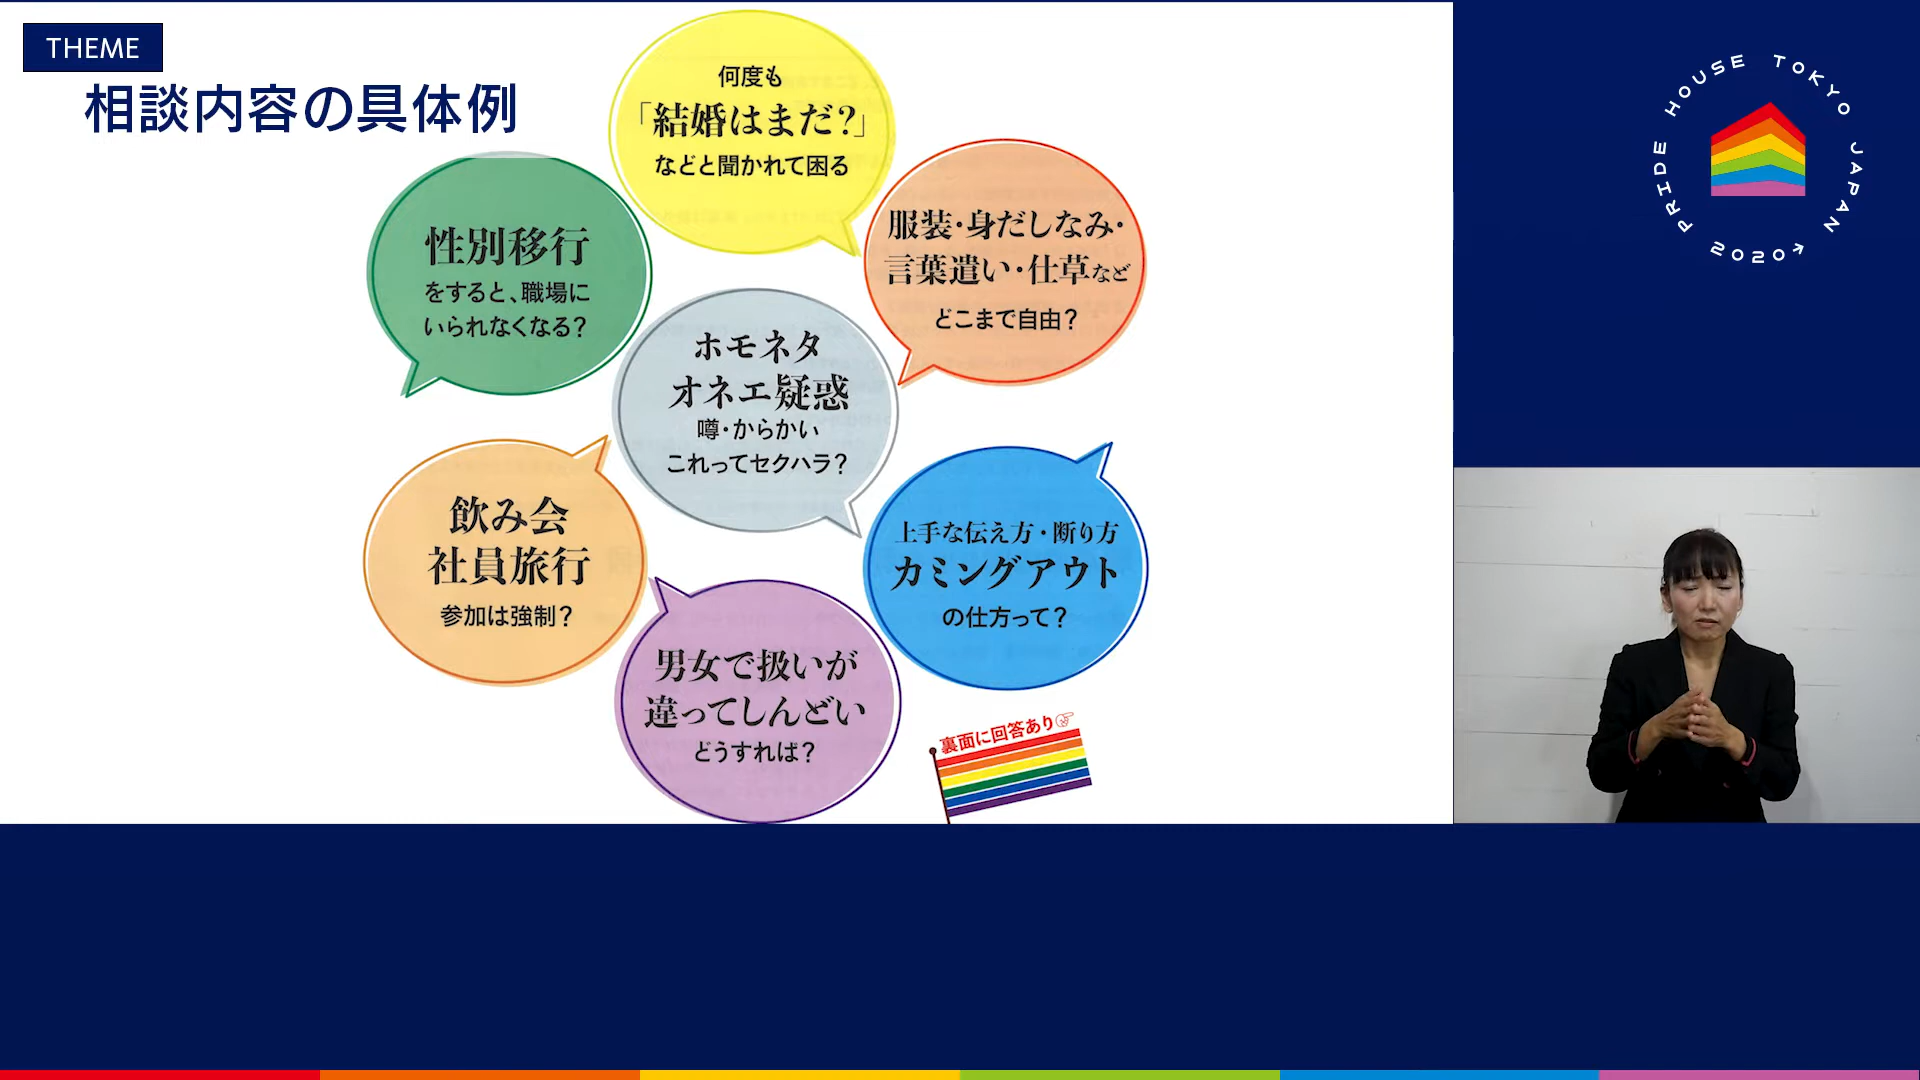 THEME
相談内容の具体例
何度も
「結婚はまだ？」
などと聞かれて困る
性別移行
をすると、職場に
いられなくなる？
服装・身だしなみ・
言葉遣い・仕草など
どこまで自由？
ホモネタ
オネエ疑惑
噂・からかい
これってセクハラ？
飲み会
社員旅行
参加は強制？
上手な伝え方・断り方
カミングアウト
の仕方って？
男女で扱いが
違ってしんどい
どうすれば？
裏面に回答あり☞
PRIDE HOUSE TOKYO JAPAN 2020+